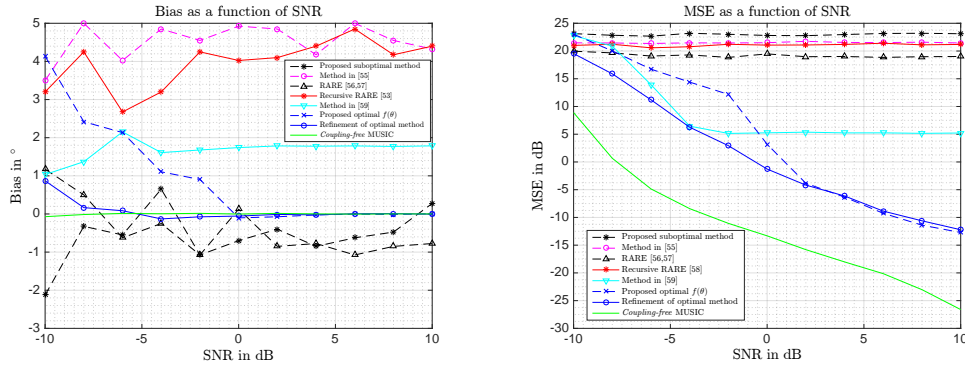 Bias as a function of SNR
5
4
3
2
1
0
-1
-2
-3
Bias in °
Proposed suboptimal method
Method in [55]
RARE [56,57]
Recursive RARE [53]
Method in [59]
Proposed optimal f(θ)
Refinement of optimal method
Coupling-free MUSIC
-10
-5
0
5
10
SNR in dB
MSE as a function of SNR
25
20
15
10
5
0
-5
-10
-15
-20
-25
-30
MSE in dB
Proposed suboptimal method
Method in [55]
RARE [56,57]
Recursive RARE [58]
Method in [59]
Proposed optimal f(θ)
Refinement of optimal method
Coupling-free MUSIC
-10
-5
0
5
10
SNR in dB